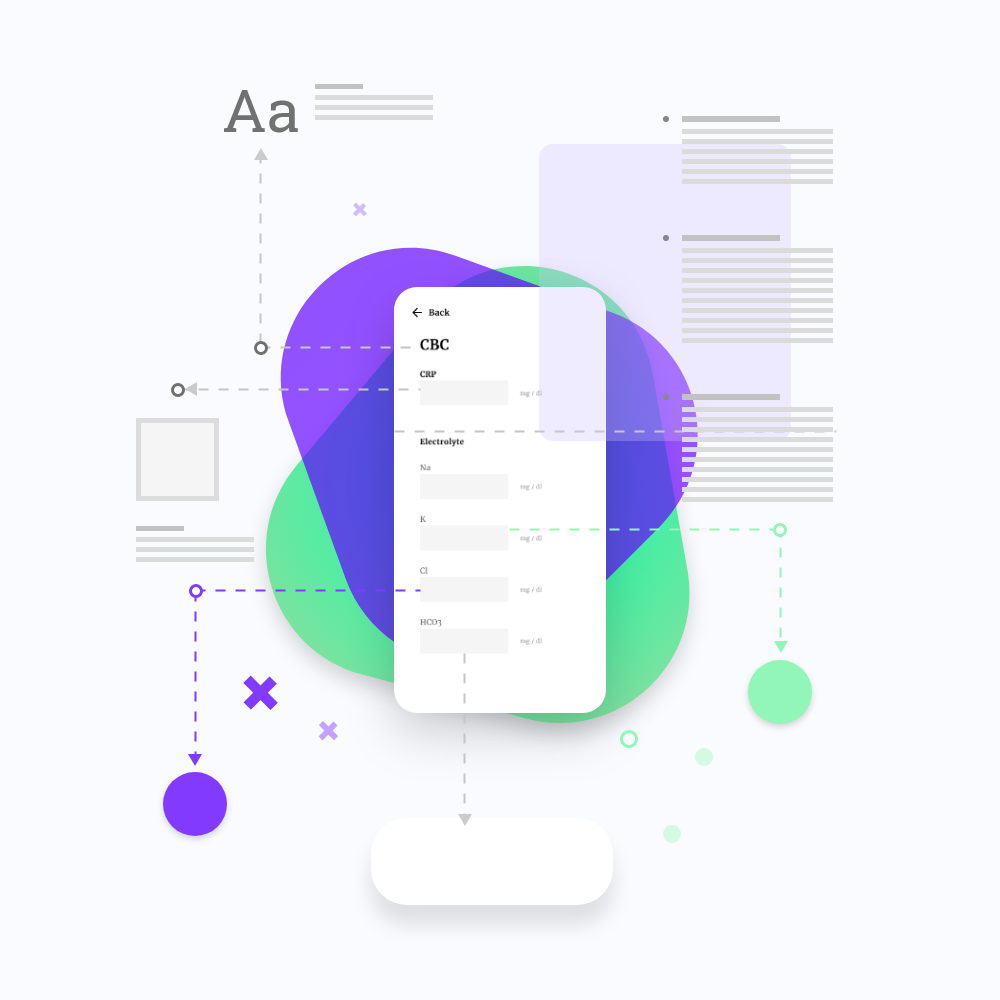 Aa
Back
CBC
CRP
mg / dl
Electrolyte
Na
mg / dl
K
mg / dl
Cl
mg / dl
HCO3
mg / dl